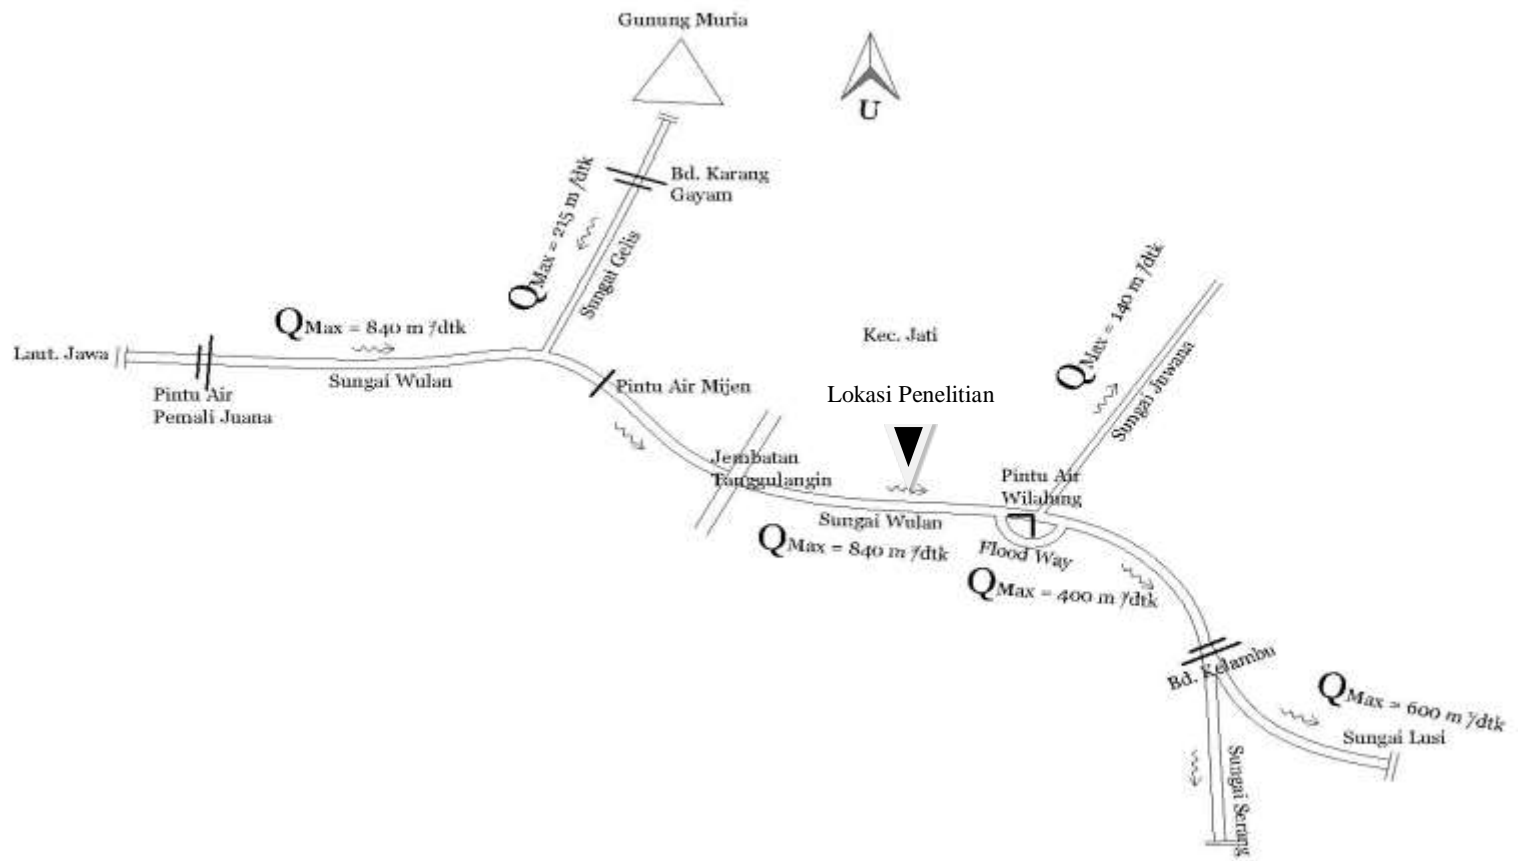 Gunung Muria
U
Bd. Karang
Gayam
QMax = 215 m³/dtk
Sungai Gelis
QMax = 840 m³/dtk
Laut. Jawa
Sungai Wulan
Pintu Air
Pemali Juana
Pintu Air Mijen
Kec. Jati
Lokasi Penelitian
QMax = 140 m³/dtk
Sungai Juwana
Jembatan
Tanggulangin
Pintu Air
Wilalung
Sungai Wulan
QMax = 840 m³/dtk
Flood Way
QMax = 400 m³/dtk
Bd. Kelambu
QMax = 600 m³/dtk
Sungai Lusi
Sungai Serang